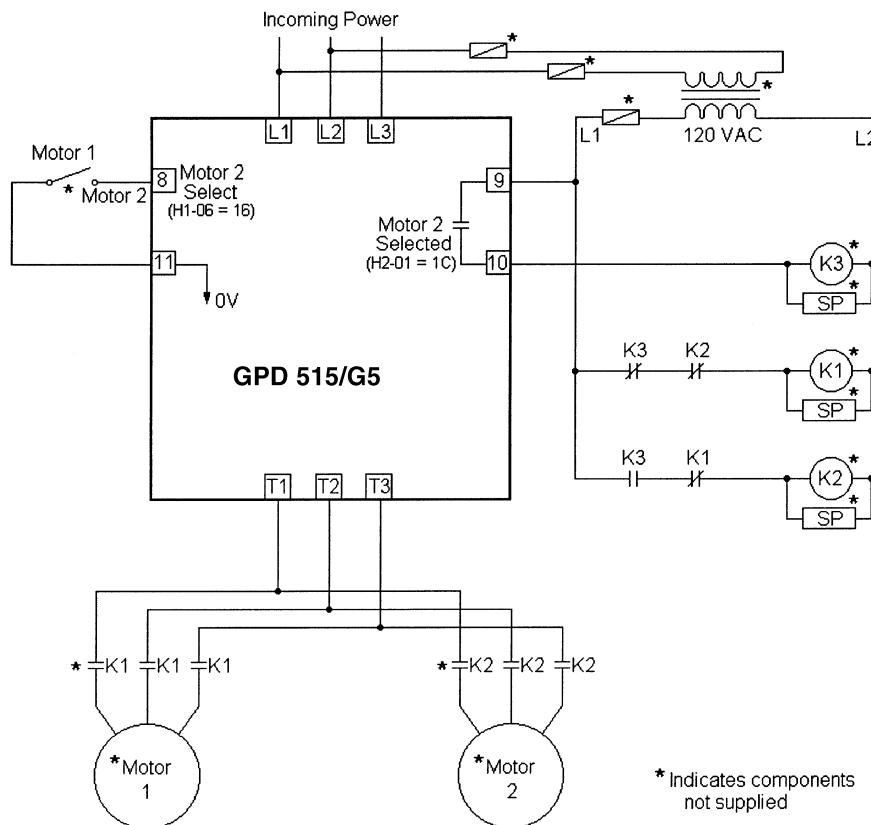 Incoming Power
*
*
*
*
L1 L2 L3
L1 120 VAC L2
Motor 1
* Motor 2
8 Motor 2
Select
(H1-06 = 16)
9
Motor 2
Selected
(H2-01 = 1C)
11
10
0V
K3 *
SP *
GPD 515/G5
K3 K2 K1 *
SP *
K3 K1 K2 *
SP *
T1 T2 T3
* K1 K1 K1 * K2 K2 K2
* Motor
1
* Motor
2
* Indicates components
not supplied